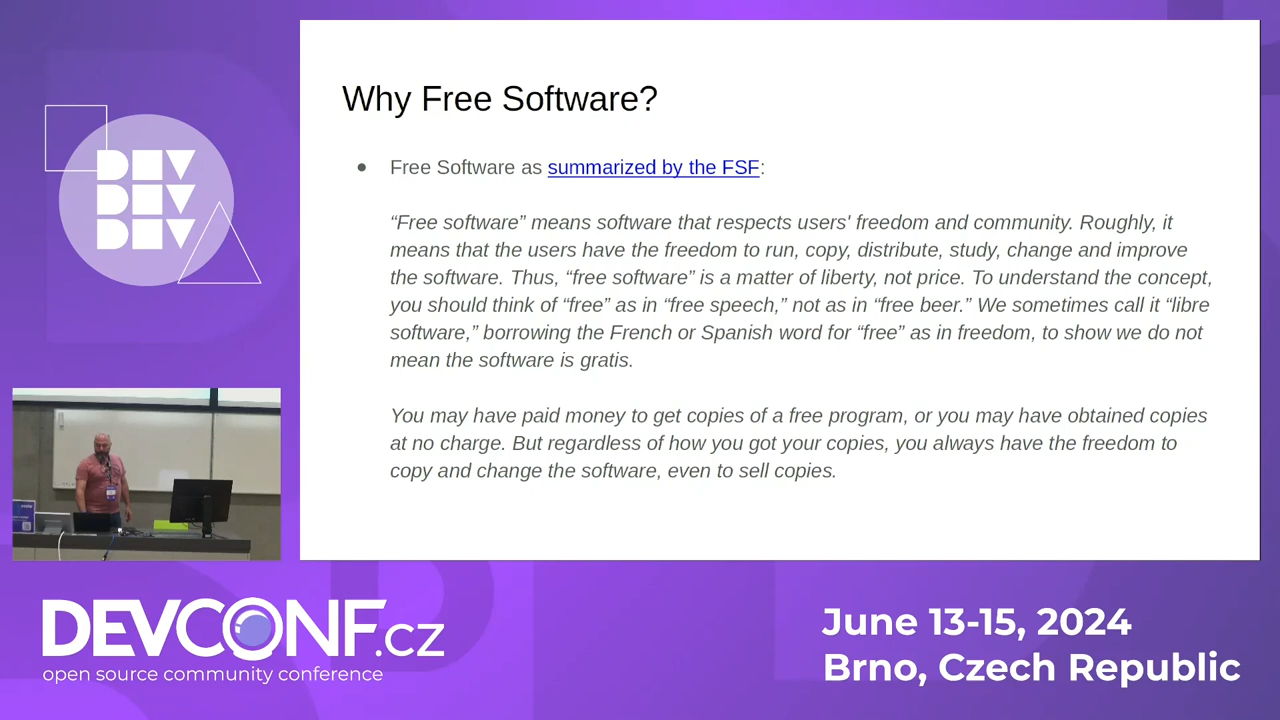 DEV
DEV
DEV
Why Free Software?
● Free Software as summarized by the FSF:
“Free software” means software that respects users' freedom and community. Roughly, it
means that the users have the freedom to run, copy, distribute, study, change and improve
the software. Thus, “free software” is a matter of liberty, not price. To understand the concept,
you should think of “free” as in “free speech,” not as in “free beer.” We sometimes call it “libre
software,” borrowing the French or Spanish word for “free” as in freedom, to show we do not
mean the software is gratis.
You may have paid money to get copies of a free program, or you may have obtained copies
at no charge. But regardless of how you got your copies, you always have the freedom to
copy and change the software, even to sell copies.
DEVCONF.cz
open source community conference
June 13-15, 2024
Brno, Czech Republic